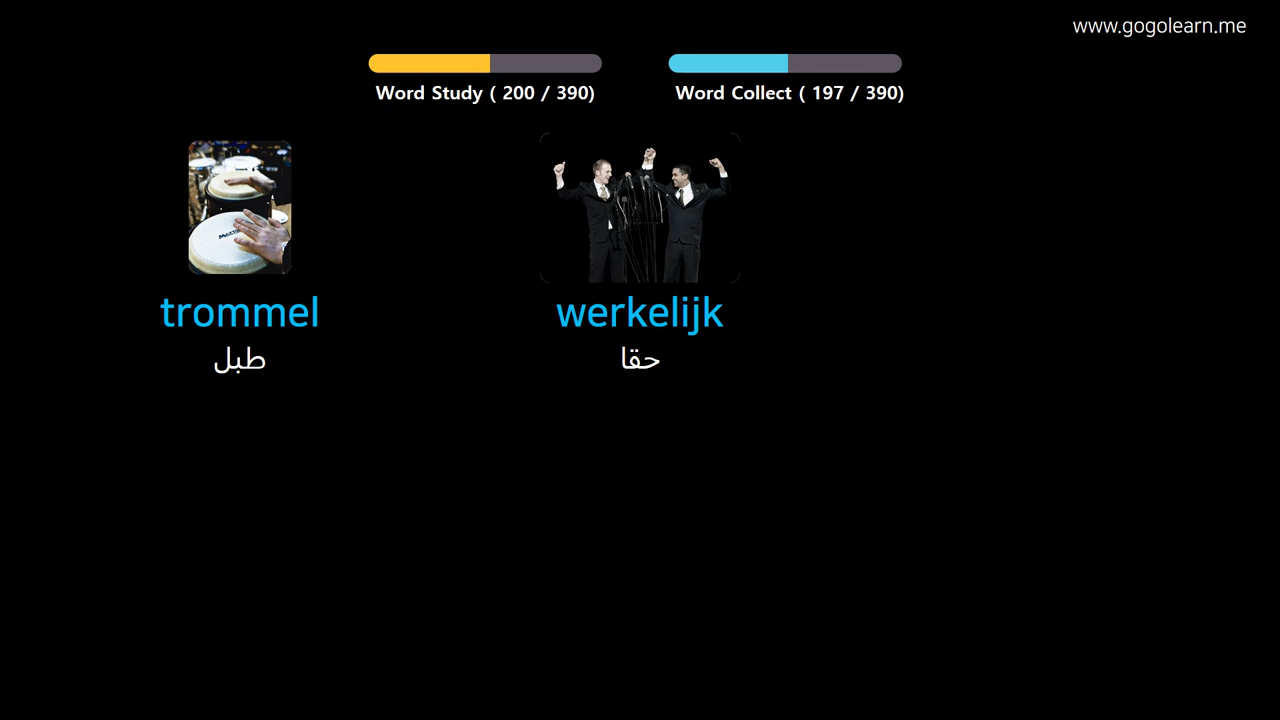 www.gogolearn.me
Word Study ( 200 / 390)
Word Collect ( 197 / 390)
trommel
طبل
werkelijk
حقا